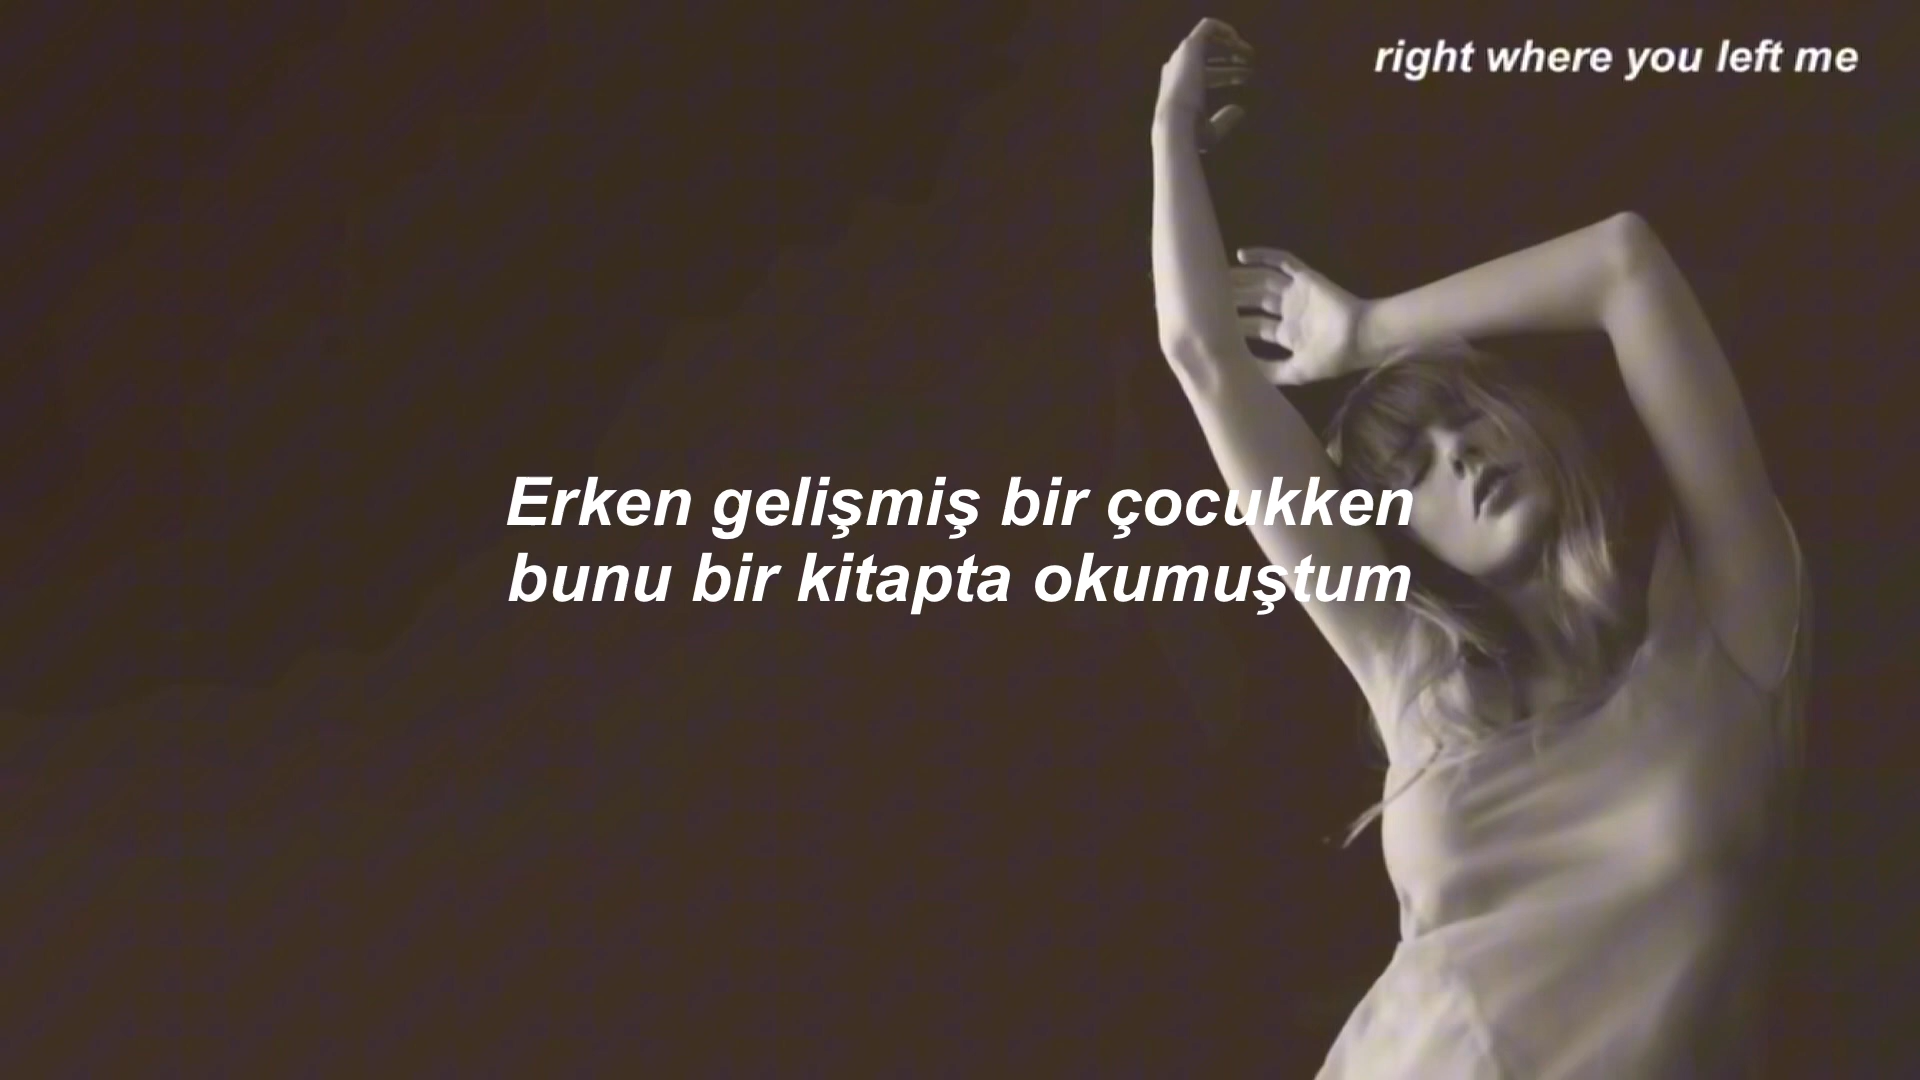 right where you left me
Erken gelişmiş bir çocukken
bunu bir kitapta okumuştum